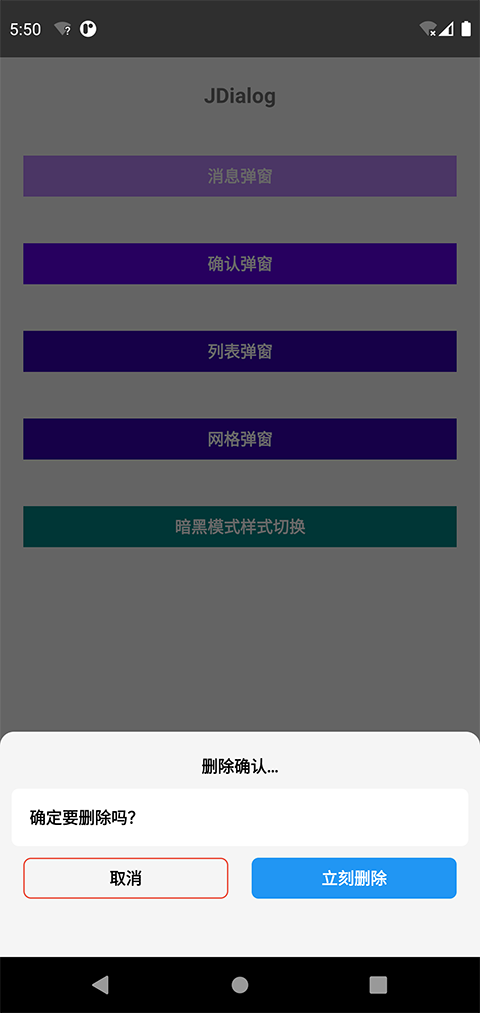 5:50
JDialog
消息弹窗
确认弹窗
列表弹窗
网格弹窗
暗黑模式样式切换
删除确认...
确定要删除吗?
取消
立刻删除